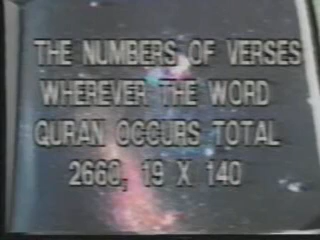 THE NUMBERS OF VERSES
WHEREVER THE WORD
QURAN OCCURS TOTAL
2660, 19 X 140